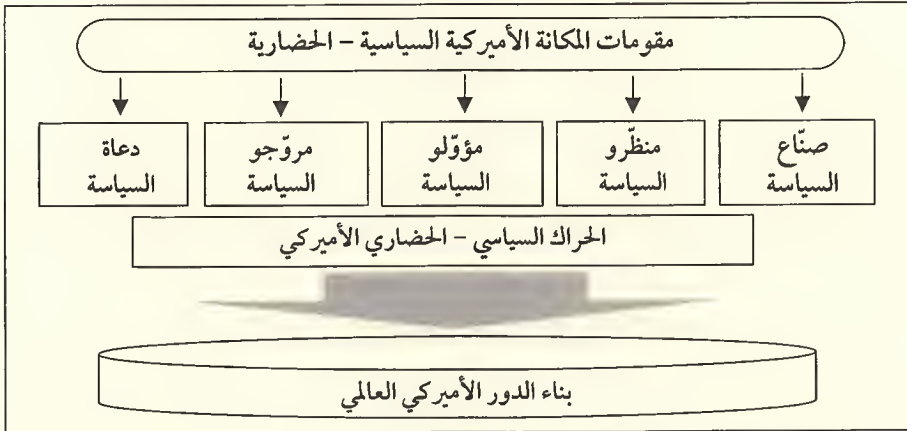 مقومات المكانة الأميركية السياسية – الحضارية
صنّاع
السياسة
منظّرو
السياسة
مؤوّلو
السياسة
مروّجو
السياسة
دعاة
السياسة
الحراك السياسي – الحضاري الأميركي
بناء الدور الأميركي العالمي